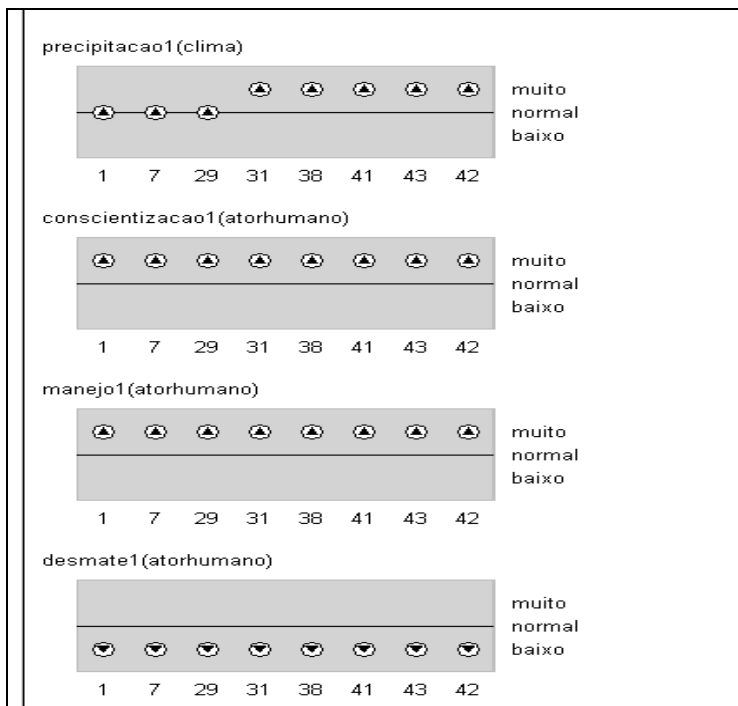 precipitacao1(clima)
muito
normal
baixo
1 7 29 31 38 41 43 42
conscientizacao1(atorhumano)
muito
normal
baixo
1 7 29 31 38 41 43 42
manejo1(atorhumano)
muito
normal
baixo
1 7 29 31 38 41 43 42
desmate1(atorhumano)
muito
normal
baixo
1 7 29 31 38 41 43 42